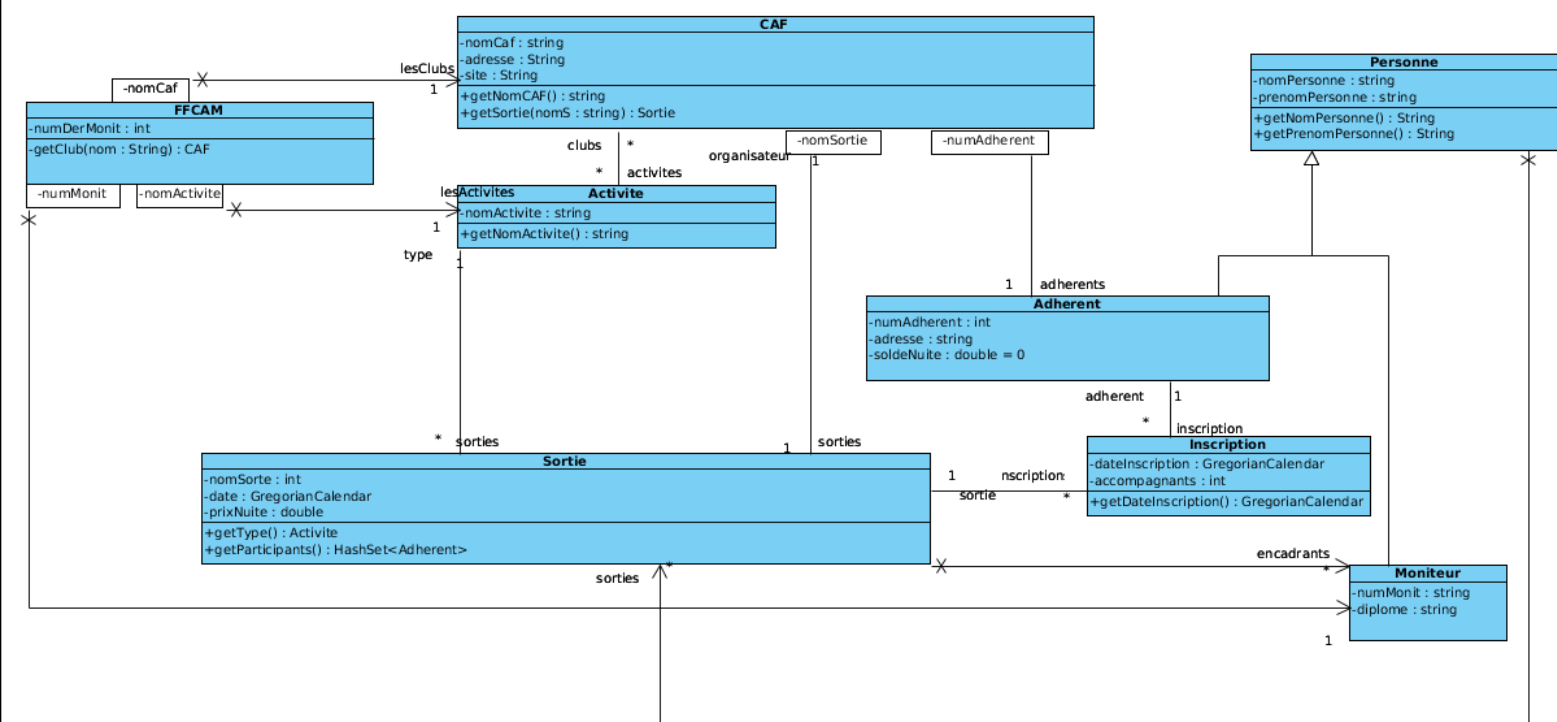 CAF
-nomCaf : string
-adresse : String
-site : String
+getNomCAF() : string
+getSortie(nomS : string) : Sortie
Personne
-nomPersonne : string
-prenomPersonne : string
+getNomPersonne() : String
+getPrenomPersonne() : String
lesClubs
1
-nomCaf
FFCAM
-numDerMonit : int
-getClub(nom : String) : CAF
-numMonit
-nomActivite
clubs
*
*
activites
organisateur
1
-nomSortie
-numAdherent
lesActivites
1
Activite
-nomActivite : string
+getNomActivite() : string
type
1
1
adherents
Adherent
-numAdherent : int
-adresse : string
-soldeNuite : double = 0
adherent
1
*
inscription
Inscription
-dateInscription : GregorianCalendar
-accompagnants : int
+getDateInscription() : GregorianCalendar
*
sorties
1
sorties
Sortie
-nomSorte : int
-date : GregorianCalendar
-prixNuite : double
+getType() : Activite
+getParticipants() : HashSet<Adherent>
1
nscription
sortie
*
encadrants
*
sorties
*
Moniteur
-numMonit : string
-diplome : string
1